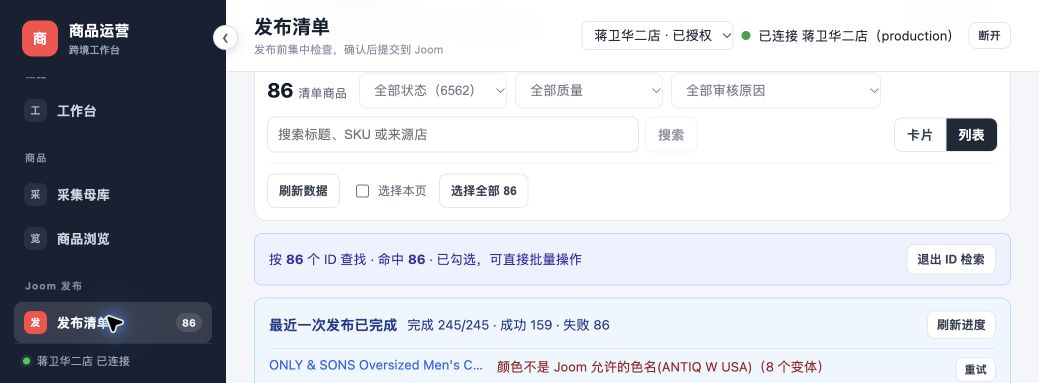 商
商品运营
跨境工作台
工
工作台
商品
采
采集母库
览
商品浏览
Joom 发布
发
发布清单
86
蒋卫华二店 已连接
发布清单
发布前集中检查，确认后提交到 Joom
蒋卫华二店 · 已授权
已连接 蒋卫华二店（production）
断开
86 清单商品
全部状态（6562）
全部质量
全部审核原因
搜索标题、SKU 或来源店
搜索
卡片
列表
刷新数据
选择本页
选择全部 86
按 86 个 ID 查找 · 命中 86 · 已勾选，可直接批量操作
退出 ID 检索
最近一次发布已完成 完成 245/245 · 成功 159 · 失败 86
刷新进度
ONLY & SONS Oversized Men's C...
颜色不是 Joom 允许的色名(ANTIQ W USA)（8 个变体）
重试